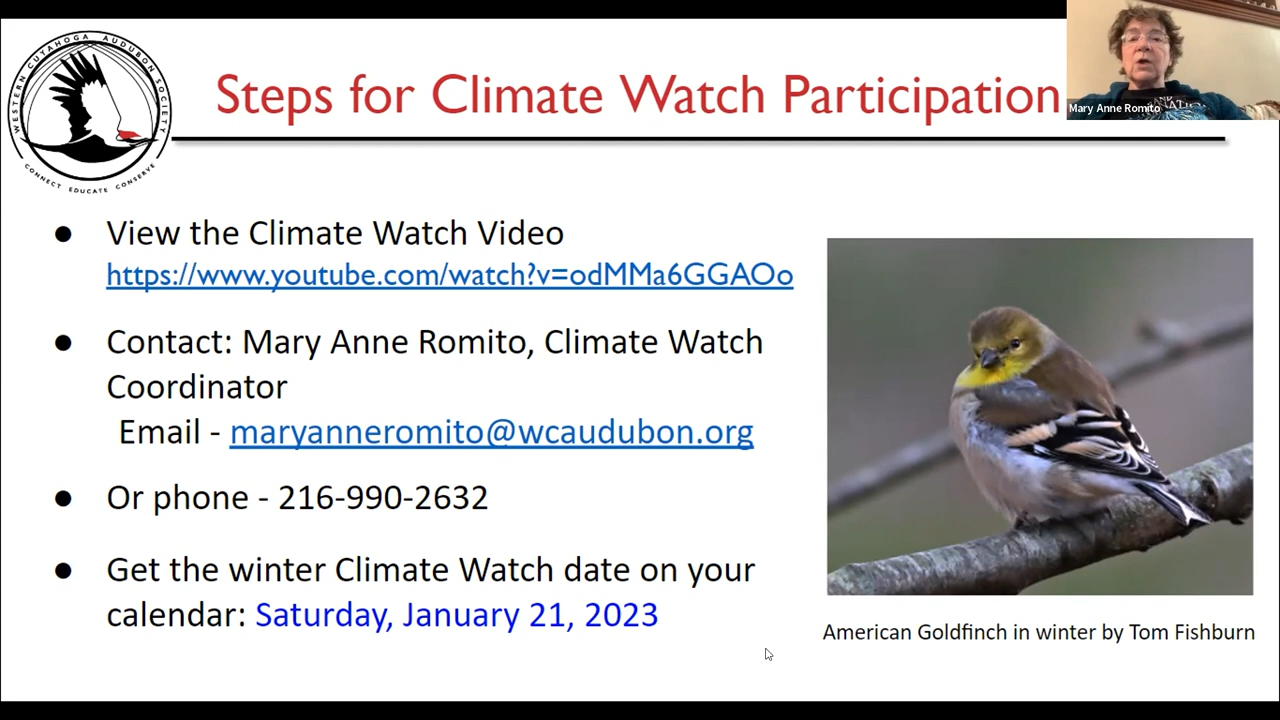 WESTERN CUYAHOGA AUDUBON SOCIETY
CONNECT EDUCATE CONSERVE
Steps for Climate Watch Participation
Mary Anne Romito
● View the Climate Watch Video
https://www.youtube.com/watch?v=odMMa6GGAOo
● Contact: Mary Anne Romito, Climate Watch
Coordinator
Email - maryanneromito@wcaudubon.org
● Or phone - 216-990-2632
● Get the winter Climate Watch date on your
calendar: Saturday, January 21, 2023
American Goldfinch in winter by Tom Fishburn